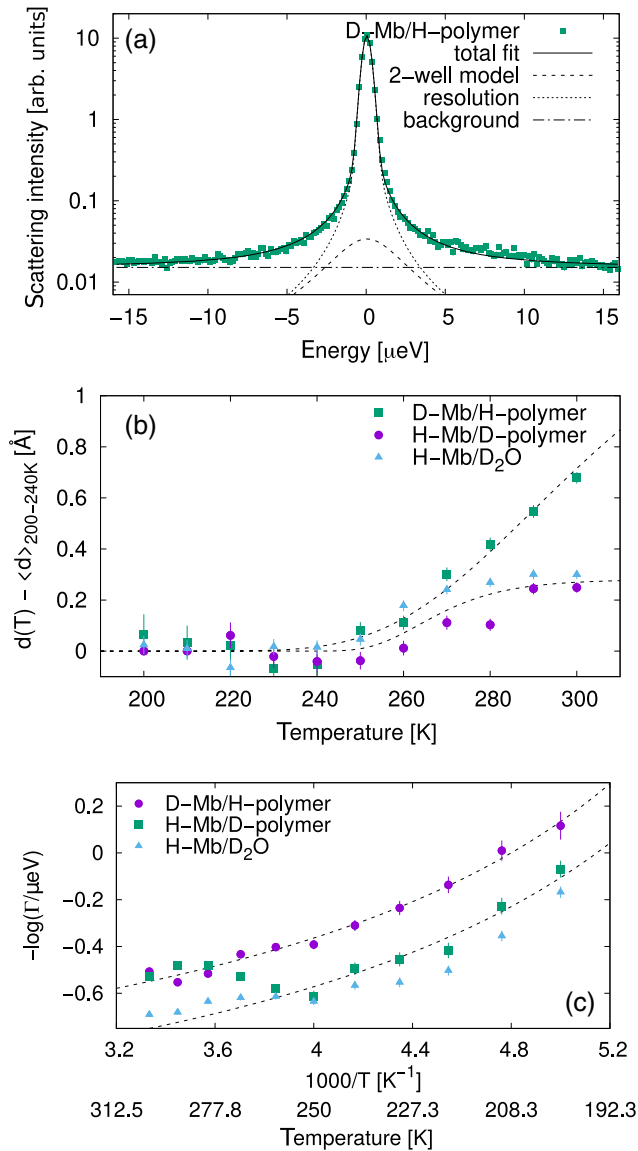 (a)
D-Mb/H-polymer
total fit
2-well model
resolution
background
Scattering intensity [arb. units]
10
1
0.1
0.01
-15 -10 -5 0 5 10 15
Energy [μeV]
(b)
D-Mb/H-polymer
H-Mb/D-polymer
H-Mb/D₂O
d(T) - ⟨d⟩200-240K [Å]
1
0.8
0.6
0.4
0.2
0
200 220 240 260 280 300
Temperature [K]
D-Mb/H-polymer
H-Mb/D-polymer
H-Mb/D₂O
-log(Γ/μeV)
0.2
0
-0.2
-0.4
-0.6
(c)
3.2 3.6 4 4.4 4.8 5.2
1000/T [K⁻¹]
312.5 277.8 250 227.3 208.3 192.3
Temperature [K]